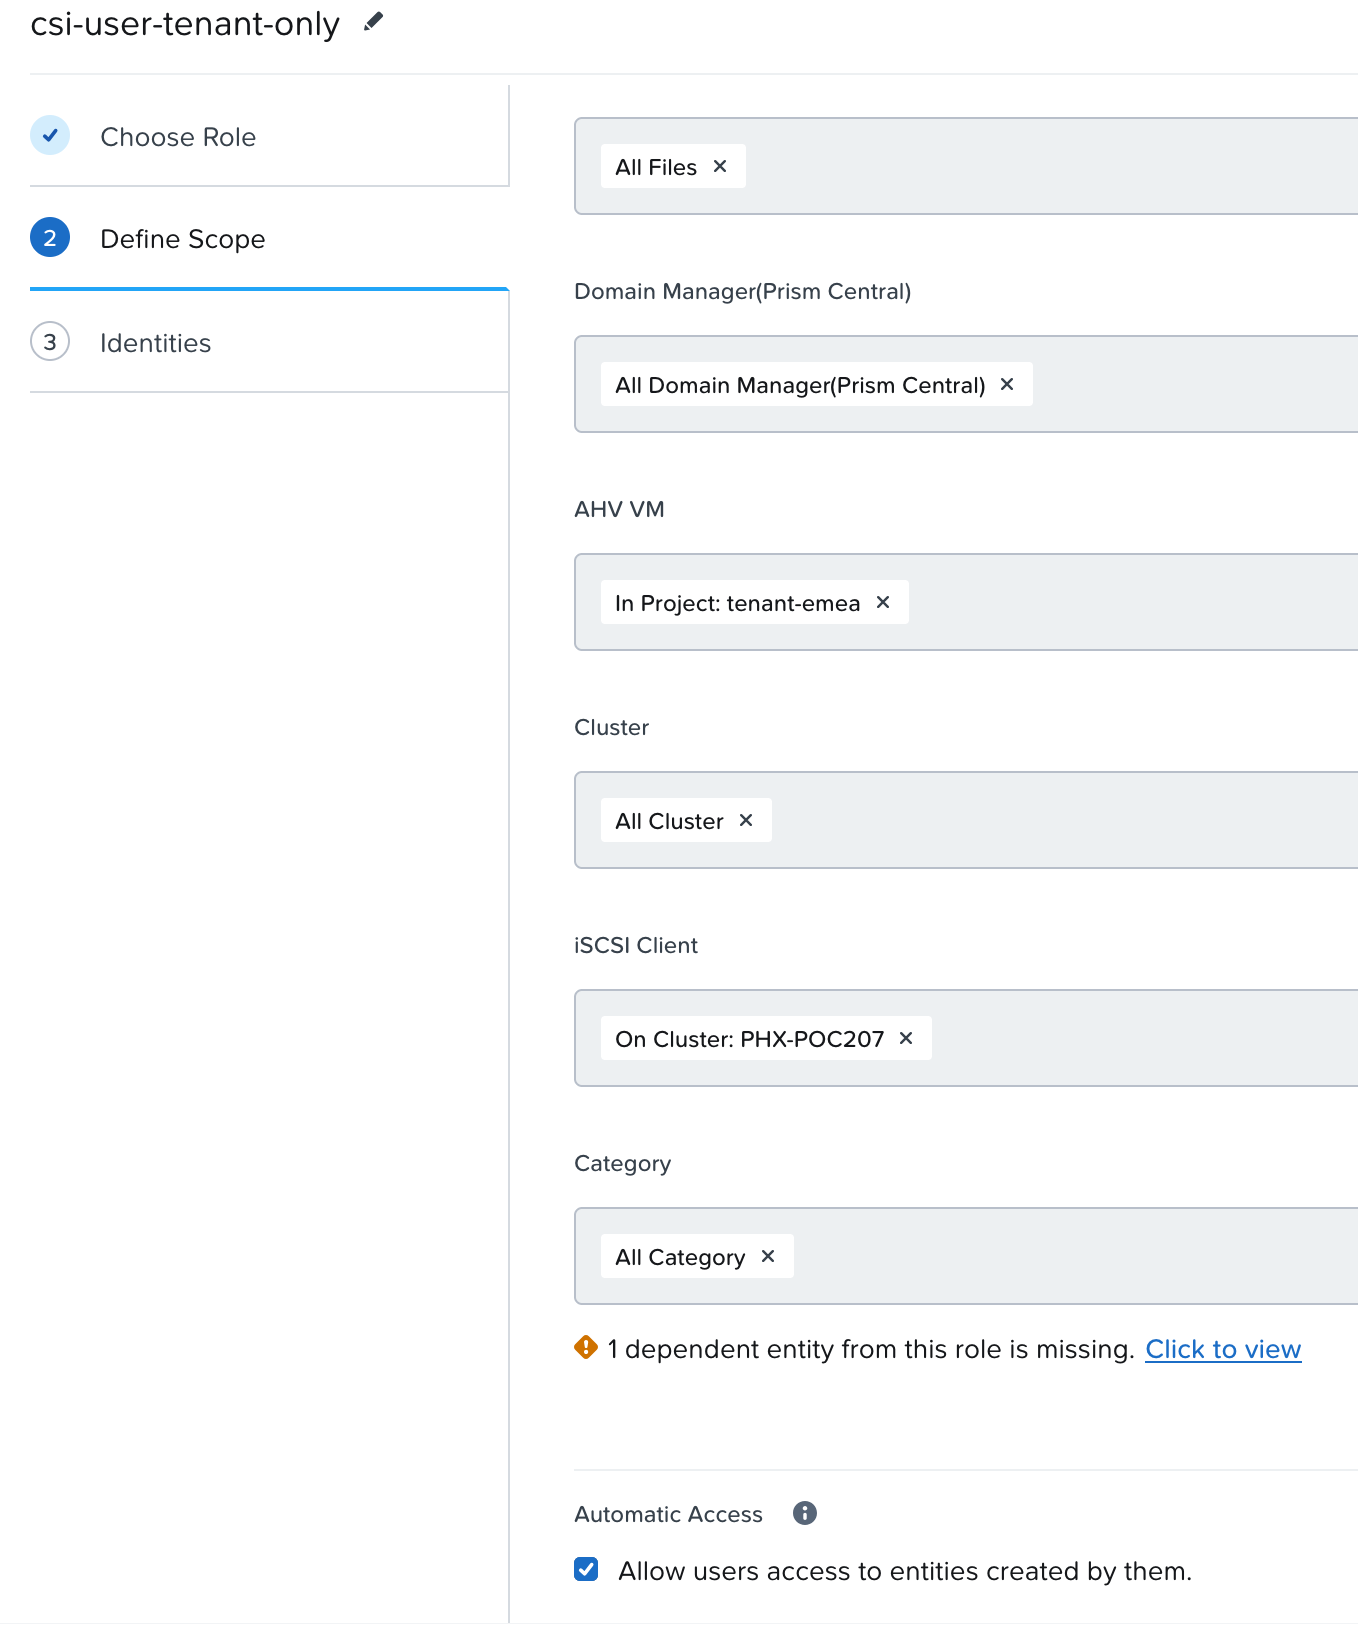 csi-user-tenant-only
Choose Role
2
Define Scope
3
Identities
All Files
Domain Manager(Prism Central)
All Domain Manager(Prism Central)
AHV VM
In Project: tenant-emea
Cluster
All Cluster
iSCSI Client
On Cluster: PHX-POC207
Category
All Category
1 dependent entity from this role is missing. Click to view
Automatic Access
Allow users access to entities created by them.